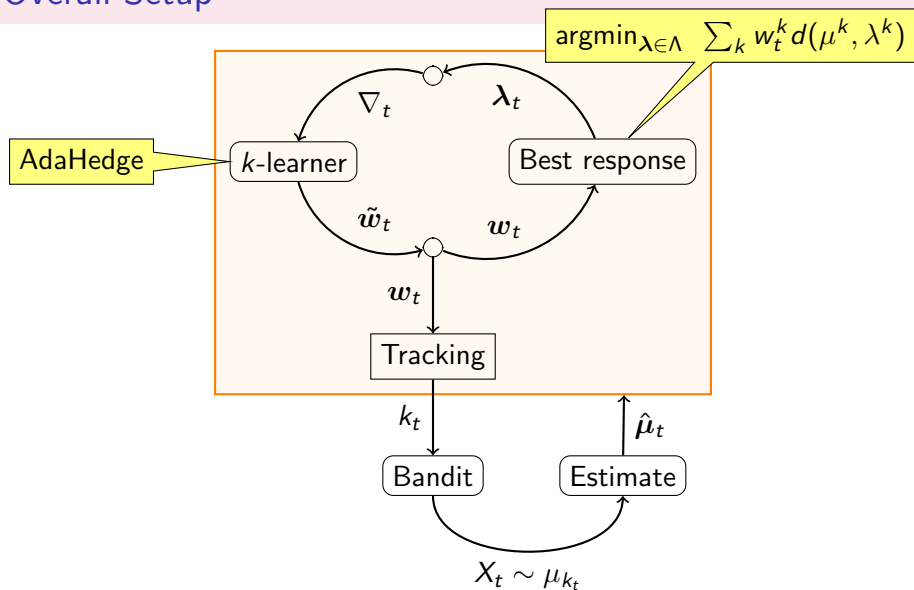 Overall Setup
argmin_{λ∈Λ} ∑_k w_t^k d(μ^k, λ^k)
∇_t
λ_t
AdaHedge
k-learner
Best response
w̃_t
w_t
w_t
Tracking
k_t
μ̂_t
Bandit
Estimate
X_t ∼ μ_{k_t}